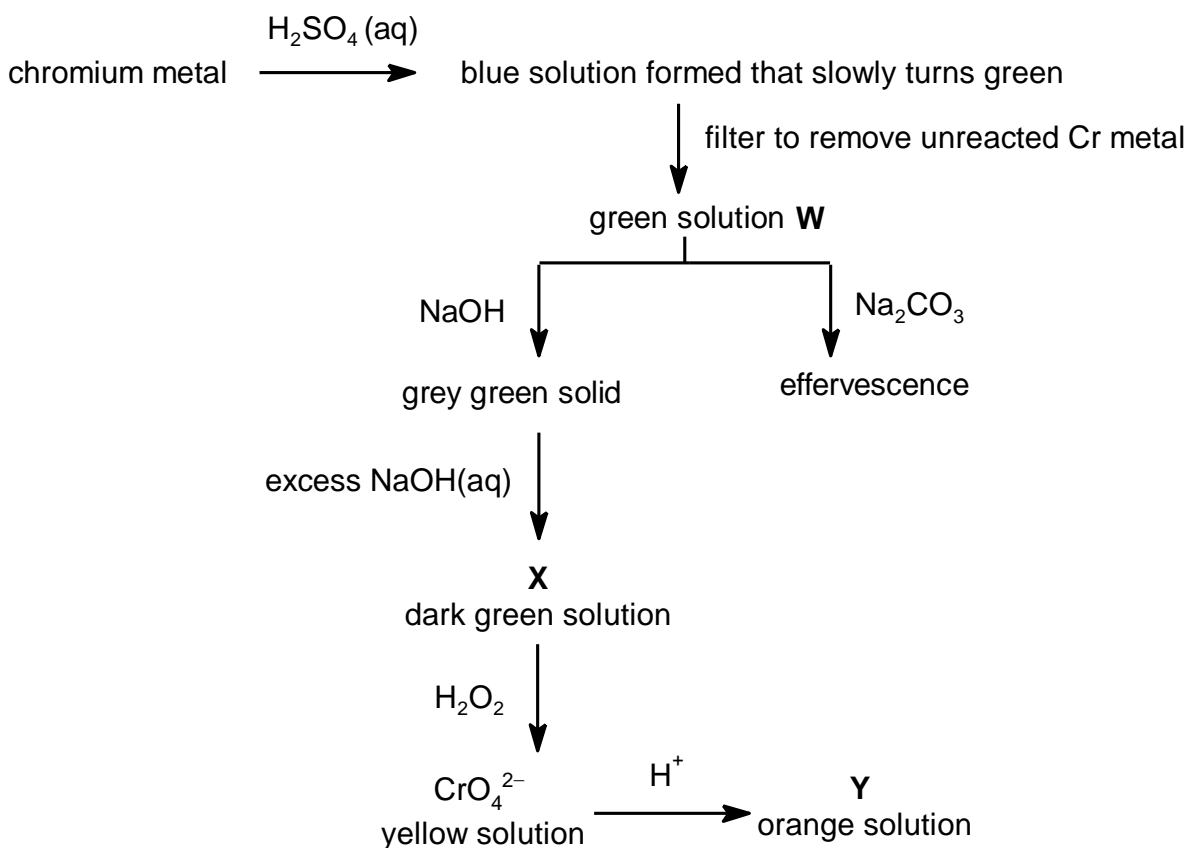 H₂SO₄ (aq)
chromium metal
blue solution formed that slowly turns green
filter to remove unreacted Cr metal
green solution W
NaOH
Na₂CO₃
grey green solid
effervescence
excess NaOH(aq)
X
dark green solution
H₂O₂
CrO₄²⁻
yellow solution
H⁺
Y
orange solution